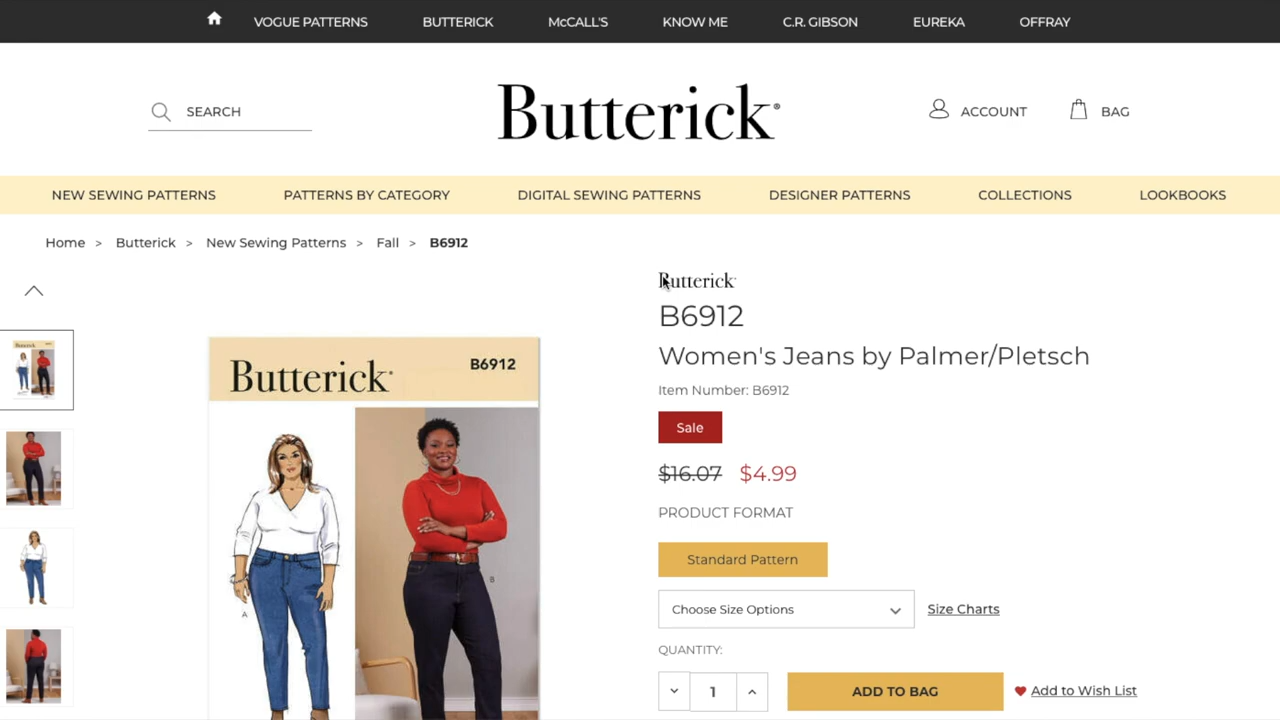 VOGUE PATTERNS BUTTERICK McCALL'S KNOW ME C.R. GIBSON EUREKA OFFRAY
SEARCH
Butterick®
ACCOUNT BAG
NEW SEWING PATTERNS PATTERNS BY CATEGORY DIGITAL SEWING PATTERNS DESIGNER PATTERNS COLLECTIONS LOOKBOOKS
Home > Butterick > New Sewing Patterns > Fall > B6912
Butterick
B6912
A
B
Butterick
B6912
Women's Jeans by Palmer/Pletsch
Item Number: B6912
Sale
$16.07 $4.99
PRODUCT FORMAT
Standard Pattern
Choose Size Options
Size Charts
QUANTITY:
1
ADD TO BAG
Add to Wish List